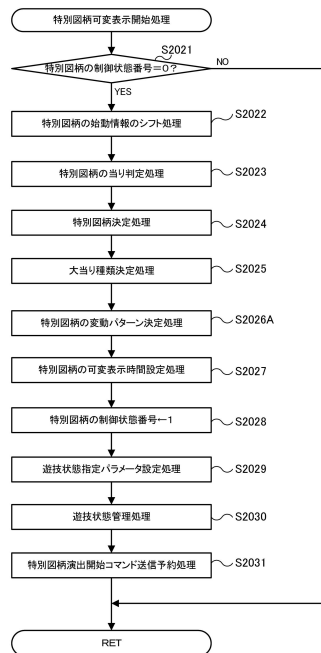 特別図柄可変表示開始処理
S2021
特別図柄の制御状態番号=0?
NO
YES
特別図柄の始動情報のシフト処理
S2022
特別図柄の当り判定処理
S2023
特別図柄決定処理
S2024
大当り種類決定処理
S2025
特別図柄の変動パターン決定処理
S2026A
特別図柄の可変表示時間設定処理
S2027
特別図柄の制御状態番号←1
S2028
遊技状態指定パラメータ設定処理
S2029
遊技状態管理処理
S2030
特別図柄演出開始コマンド送信予約処理
S2031
RET